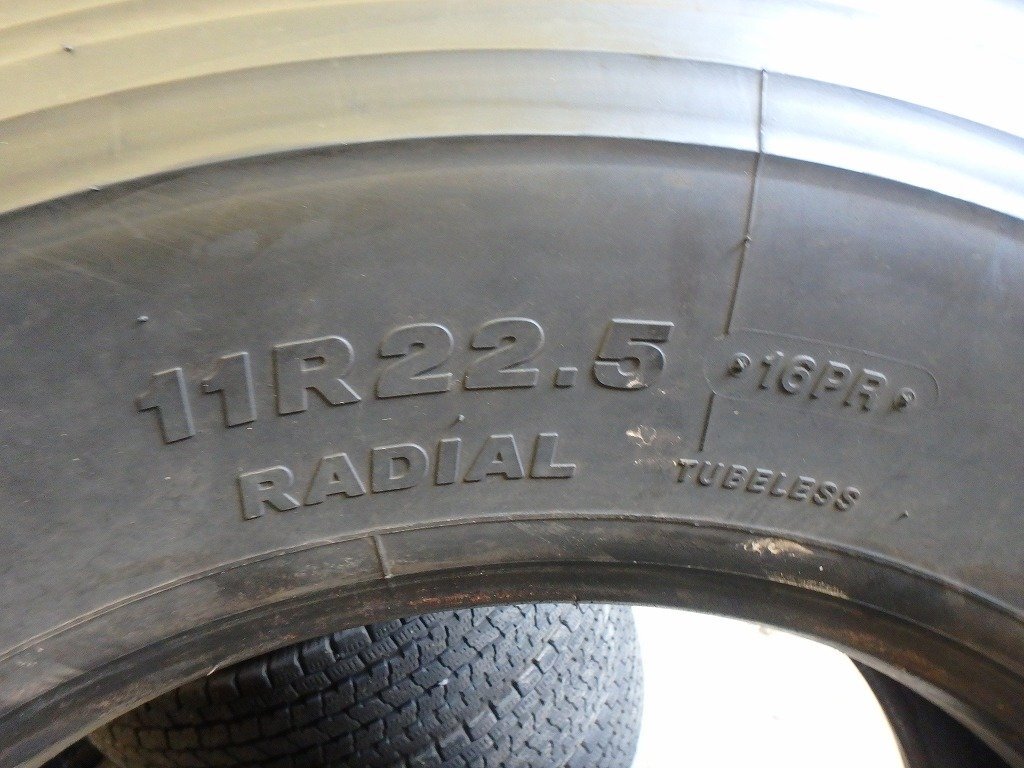 11R22.5
16PR
RADIAL
TUBELESS